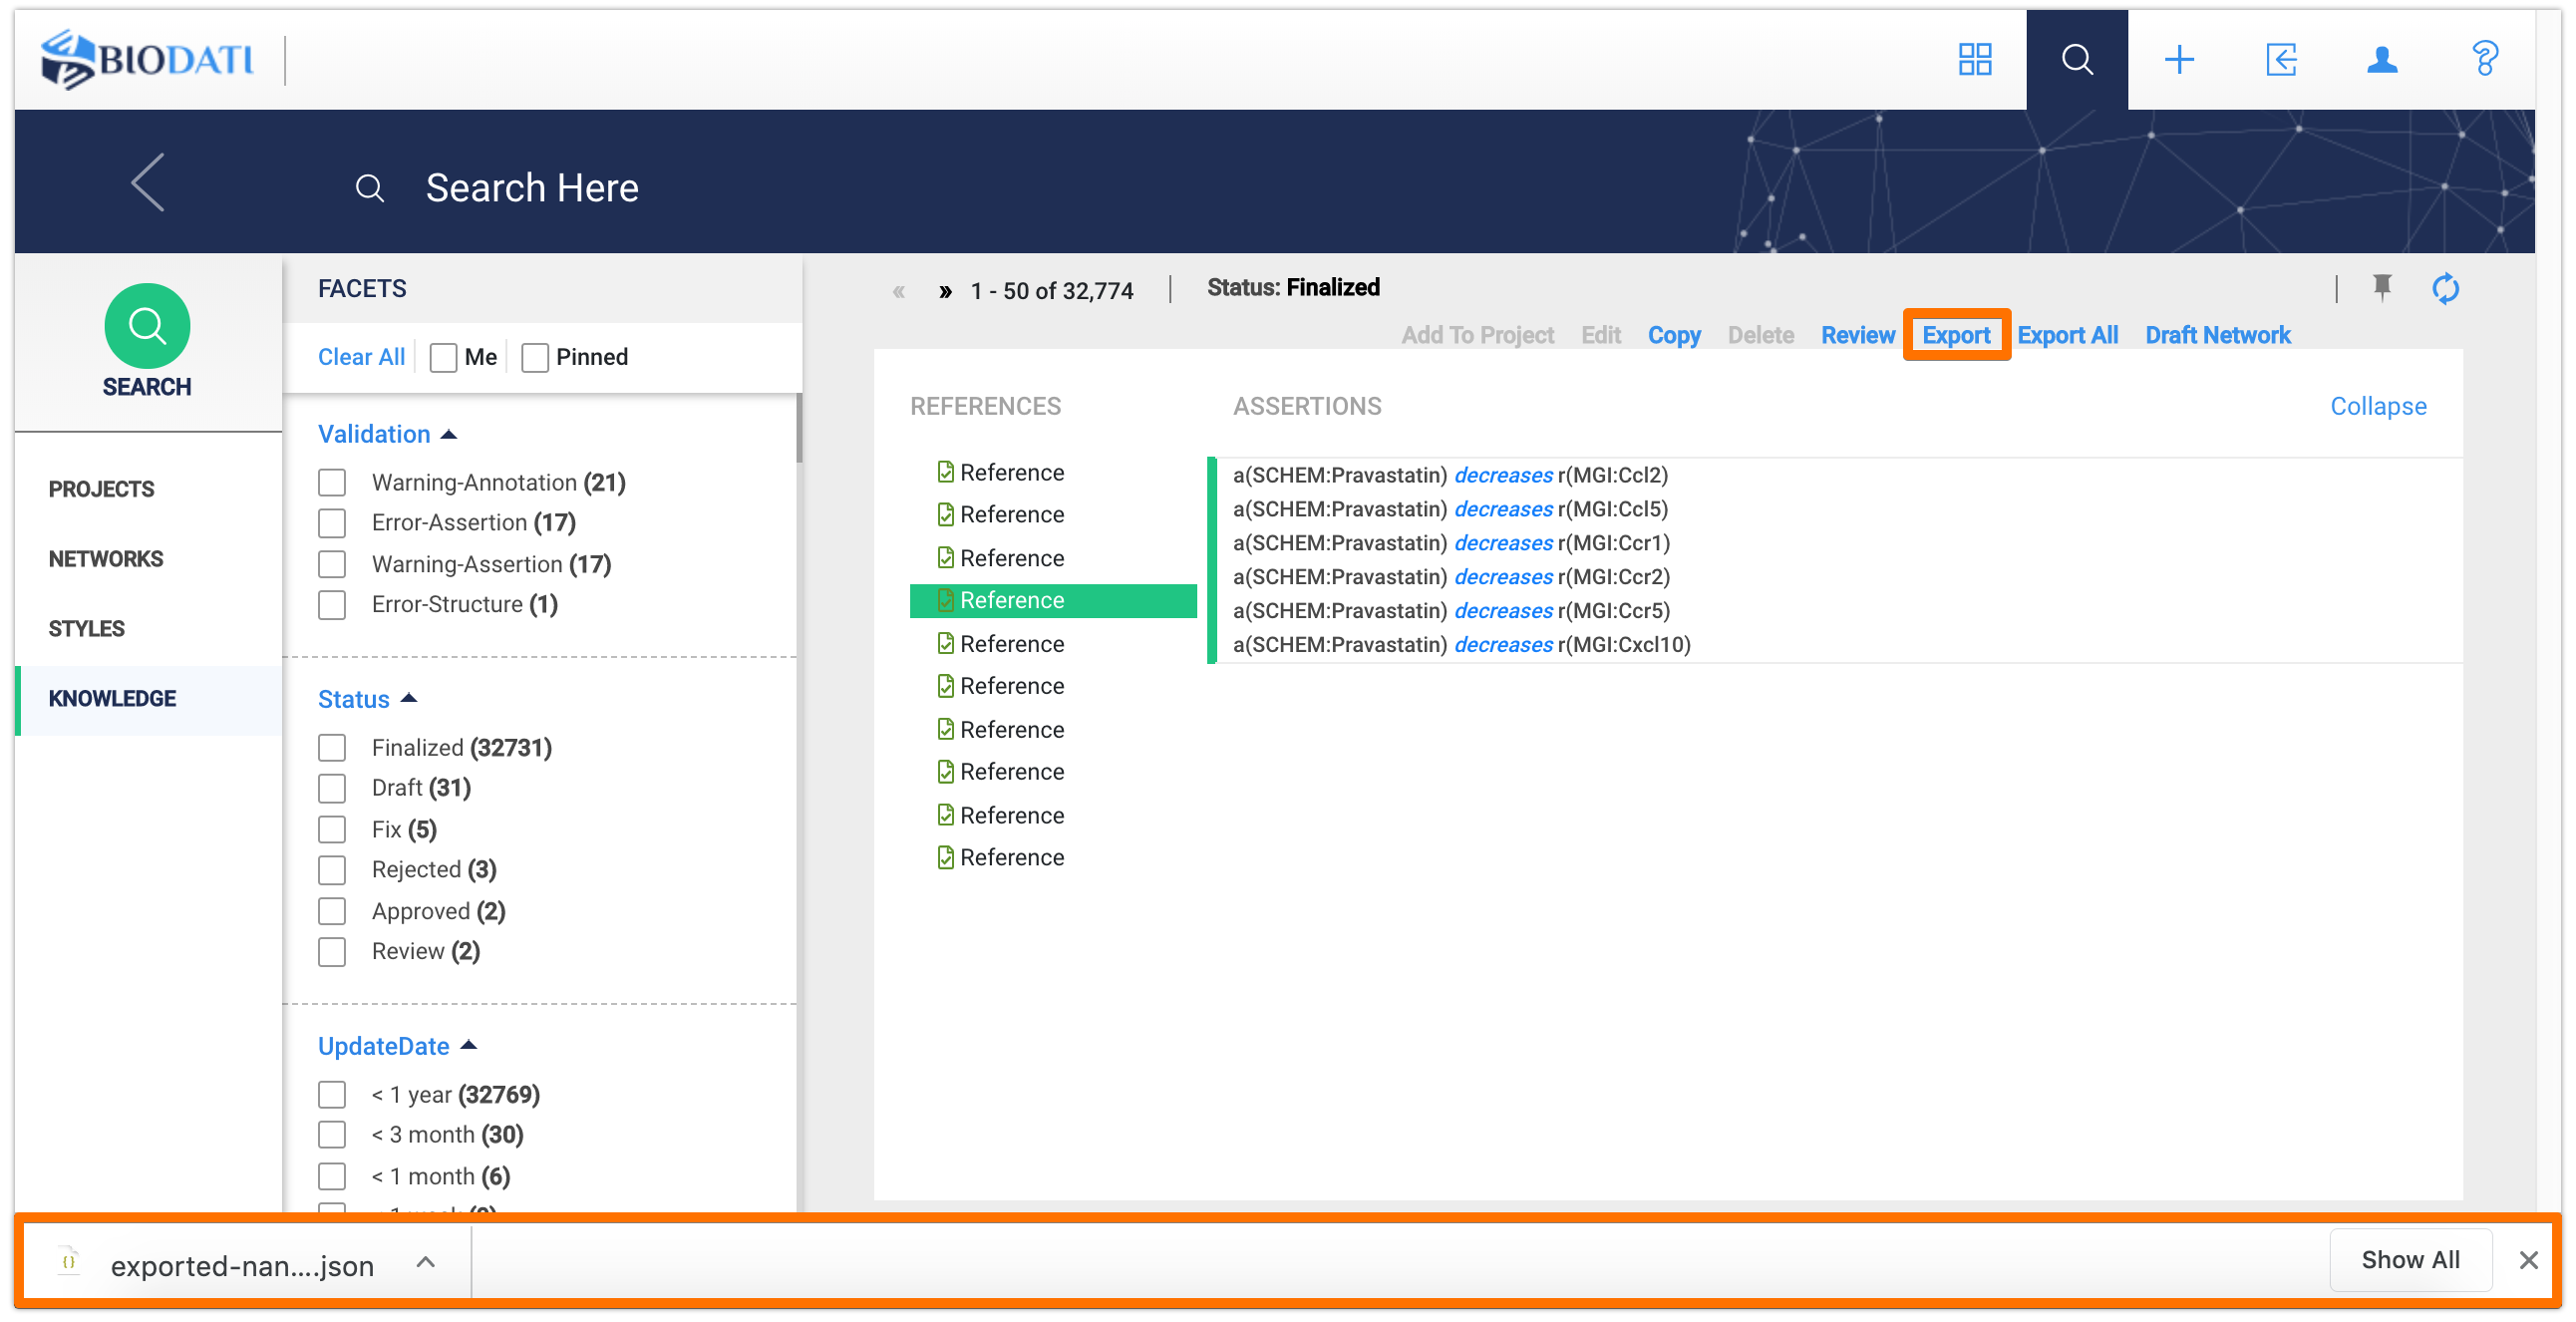 BIODATI
Search Here
SEARCH
PROJECTS
NETWORKS
STYLES
KNOWLEDGE
FACETS
Clear All
Me
Pinned
Validation
Warning-Annotation (21)
Error-Assertion (17)
Warning-Assertion (17)
Error-Structure (1)
Status
Finalized (32731)
Draft (31)
Fix (5)
Rejected (3)
Approved (2)
Review (2)
UpdateDate
< 1 year (32769)
< 3 month (30)
< 1 month (6)
« » 1 - 50 of 32,774
Status: Finalized
Add To Project Edit Copy Delete Review Export Export All Draft Network
REFERENCES
Reference
Reference
Reference
Reference
Reference
Reference
Reference
Reference
Reference
Reference
ASSERTIONS
Collapse
a(SCHEM:Pravastatin) decreases r(MGI:Ccl2)
a(SCHEM:Pravastatin) decreases r(MGI:Ccl5)
a(SCHEM:Pravastatin) decreases r(MGI:Ccr1)
a(SCHEM:Pravastatin) decreases r(MGI:Ccr2)
a(SCHEM:Pravastatin) decreases r(MGI:Ccr5)
a(SCHEM:Pravastatin) decreases r(MGI:Cxcl10)
exported-nan....json
Show All